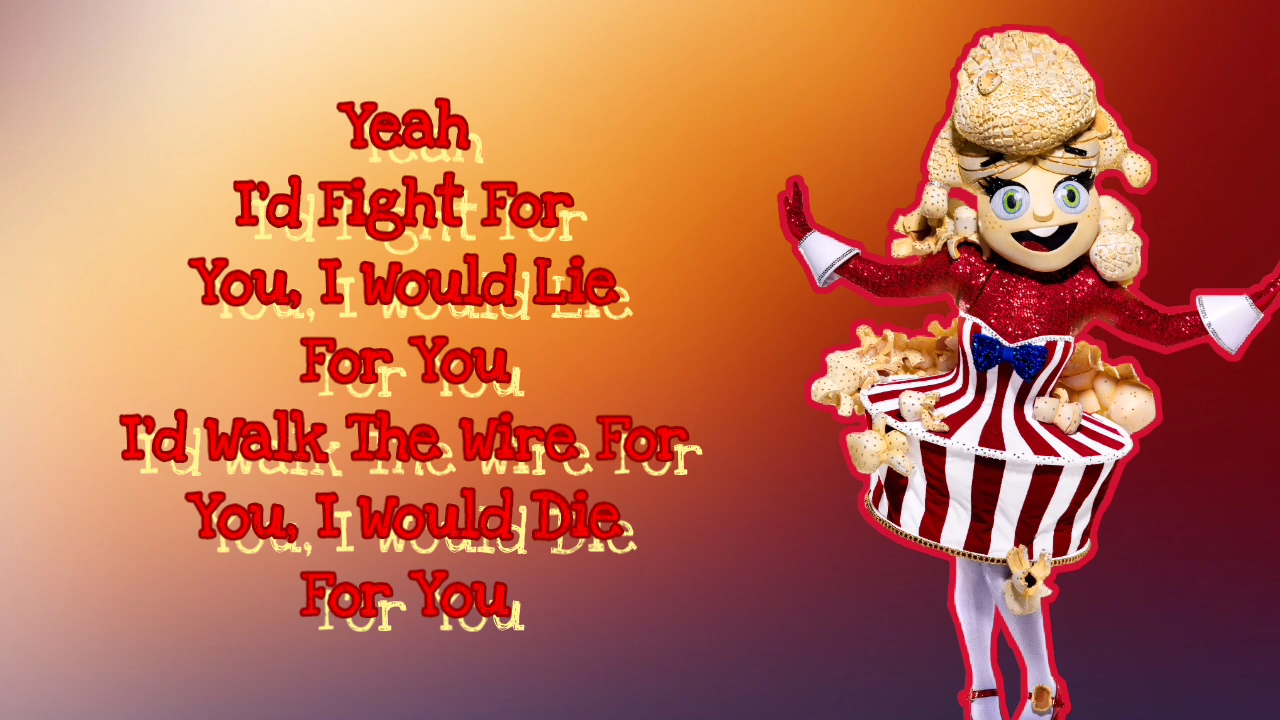 Yeah
I'd Fight For
You, I Would Lie
For You
I'd Walk The Wire For
You, I Would Die
For You